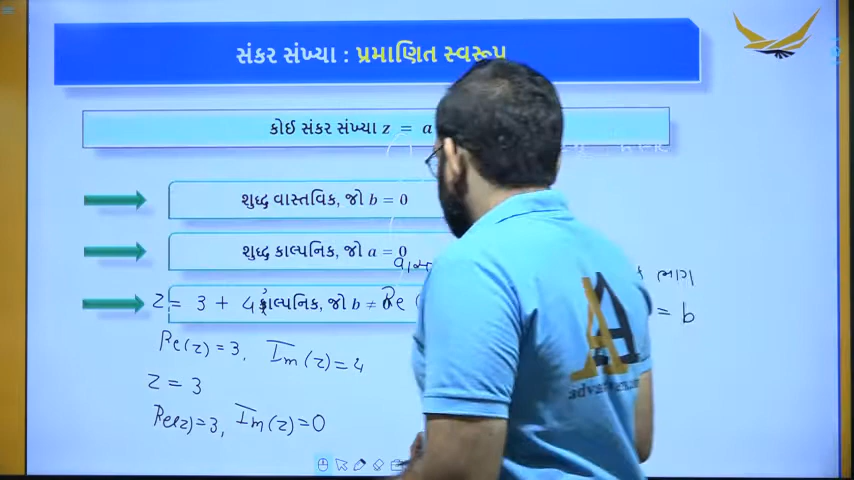 સંકર સંખ્યા : પ્રમાણિત સ્વરૂપ
કોઈ સંકર સંખ્યા z = a
શુદ્ધ વાસ્તવિક, જો b = 0
શુદ્ધ કાલ્પનિક, જો a = 0
કાલ્પનિક, જો b ≠ 0
ભાગ
z = 3 + 4i
Re
= b
Re(z) = 3, Im(z) = 4
z = 3
Re(z) = 3, Im(z) = 0